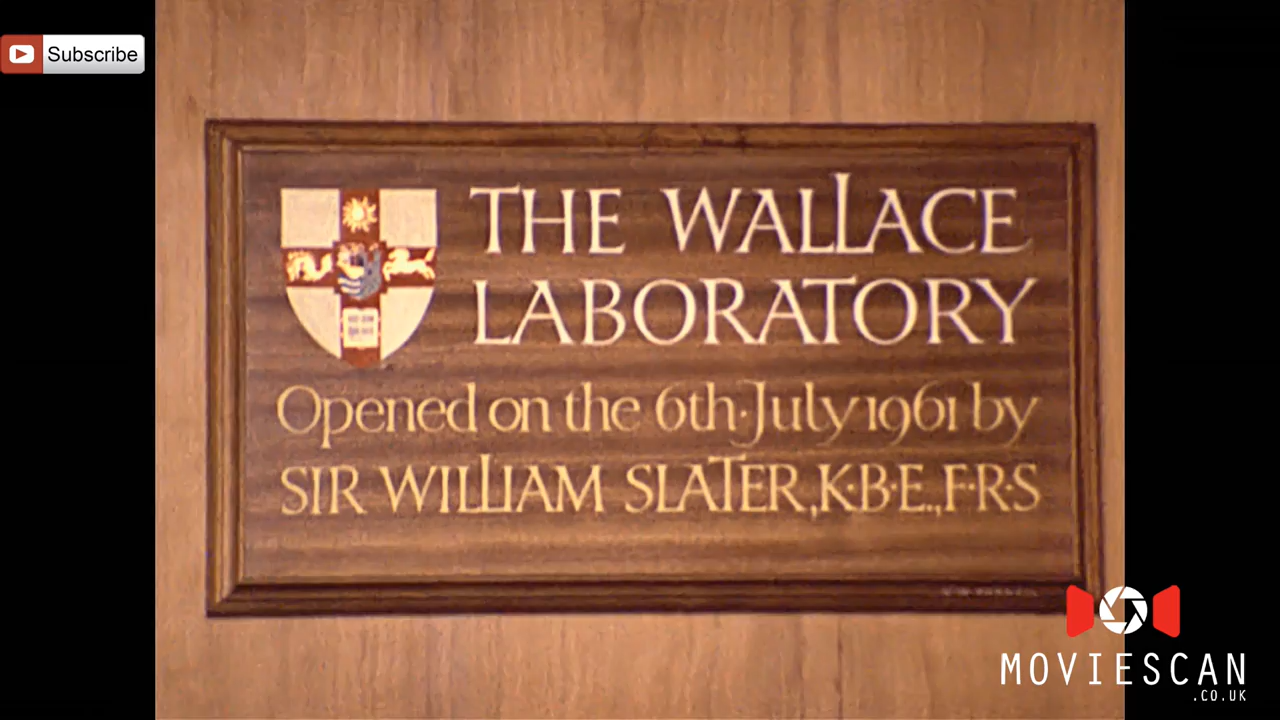 Subscribe
THE WALLACE
LABORATORY
Opened on the 6th·July 1961 by
SIR WILLIAM SLATER, K·B·E., F·R·S
MOVIESCAN
.CO.UK